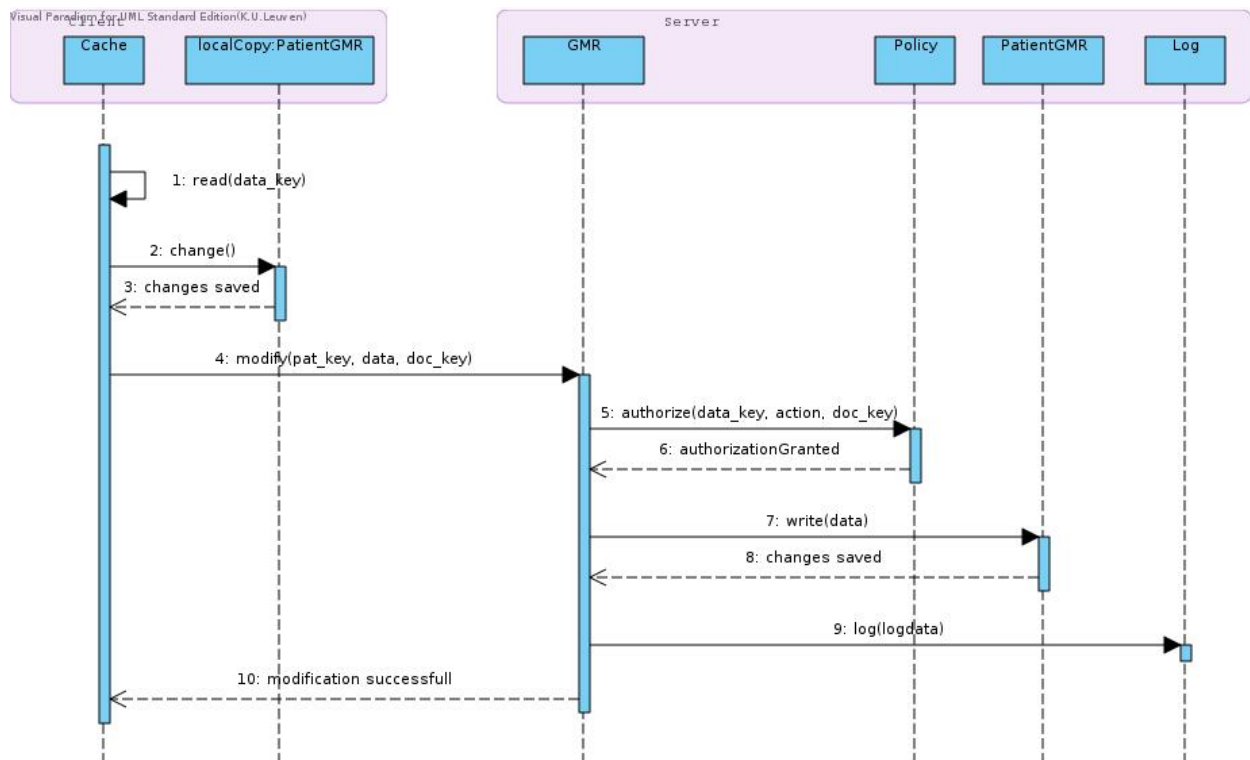 Visual Paradigm for UML Standard Edition(K.U.Leuven)
Client
Server
Cache
localCopy:PatientGMR
GMR
Policy
PatientGMR
Log
1: read(data_key)
2: change()
3: changes saved
4: modify(pat_key, data, doc_key)
5: authorize(data_key, action, doc_key)
6: authorizationGranted
7: write(data)
8: changes saved
9: log(logdata)
10: modification successfull